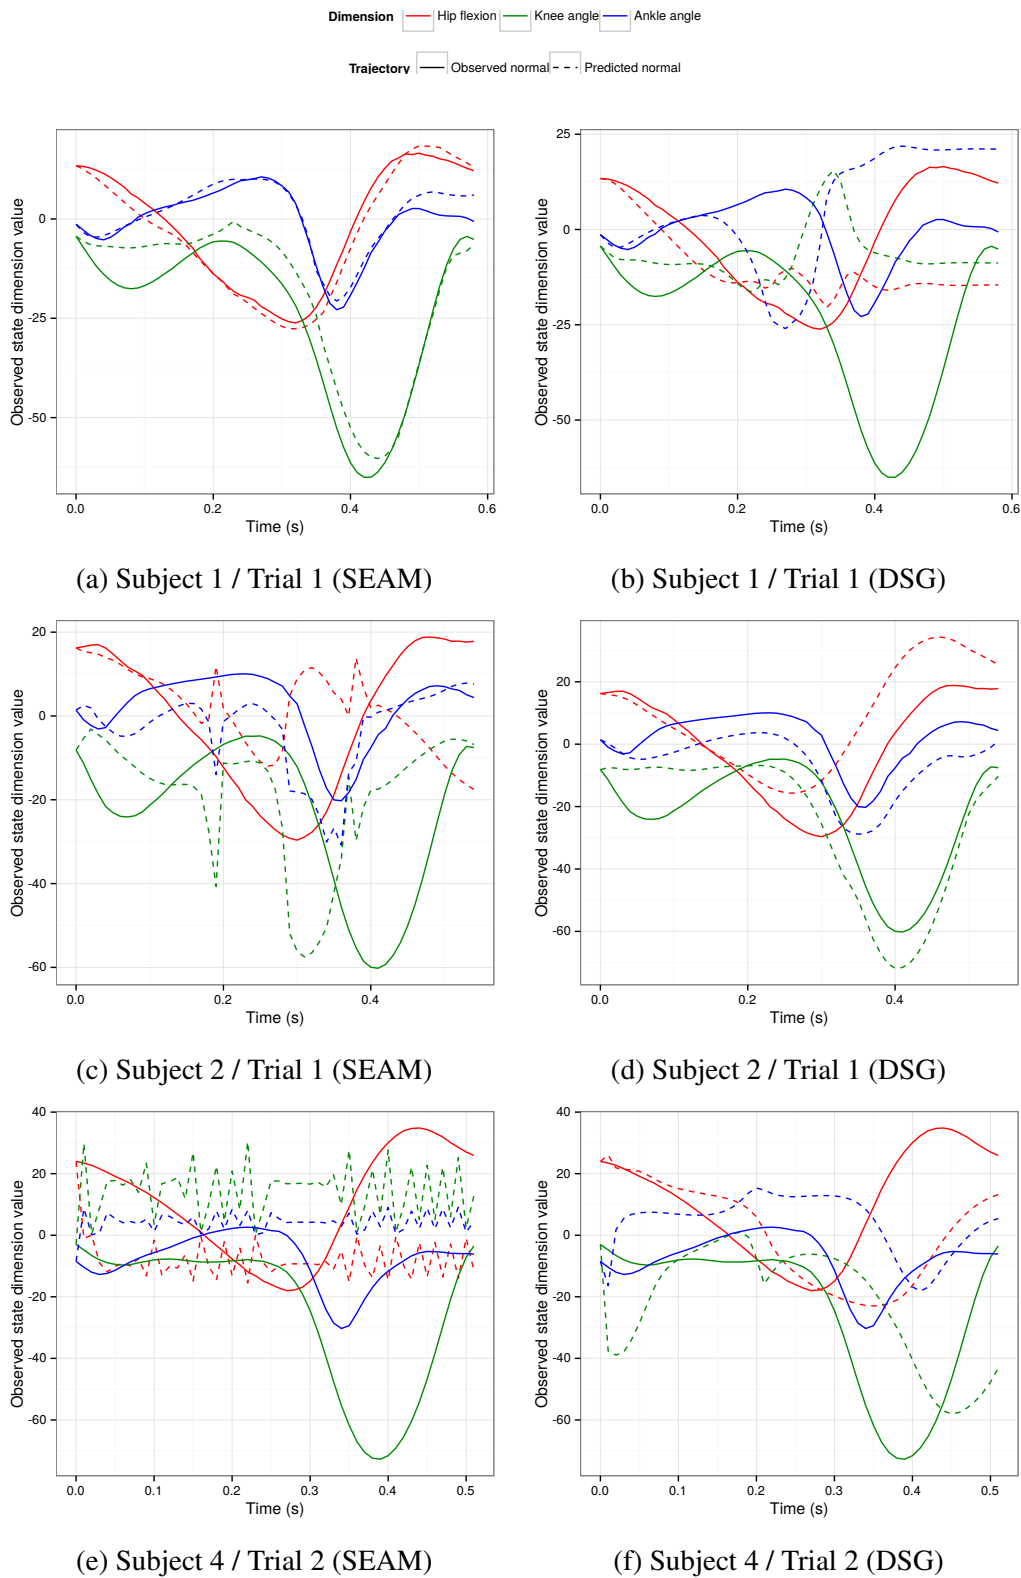 Dimension Hip flexion Knee angle Ankle angle
Trajectory Observed normal Predicted normal
Observed state dimension value
0
-25
-50
0.0 0.2 0.4 0.6
Time (s)
(a) Subject 1 / Trial 1 (SEAM)
Observed state dimension value
25
0
-25
-50
0.0 0.2 0.4 0.6
Time (s)
(b) Subject 1 / Trial 1 (DSG)
Observed state dimension value
20
0
-20
-40
-60
0.0 0.2 0.4
Time (s)
(c) Subject 2 / Trial 1 (SEAM)
Observed state dimension value
20
0
-20
-40
-60
0.0 0.2 0.4
Time (s)
(d) Subject 2 / Trial 1 (DSG)
Observed state dimension value
40
20
0
-20
-40
-60
0.0 0.1 0.2 0.3 0.4 0.5
Time (s)
(e) Subject 4 / Trial 2 (SEAM)
Observed state dimension value
40
20
0
-20
-40
-60
0.0 0.1 0.2 0.3 0.4 0.5
Time (s)
(f) Subject 4 / Trial 2 (DSG)